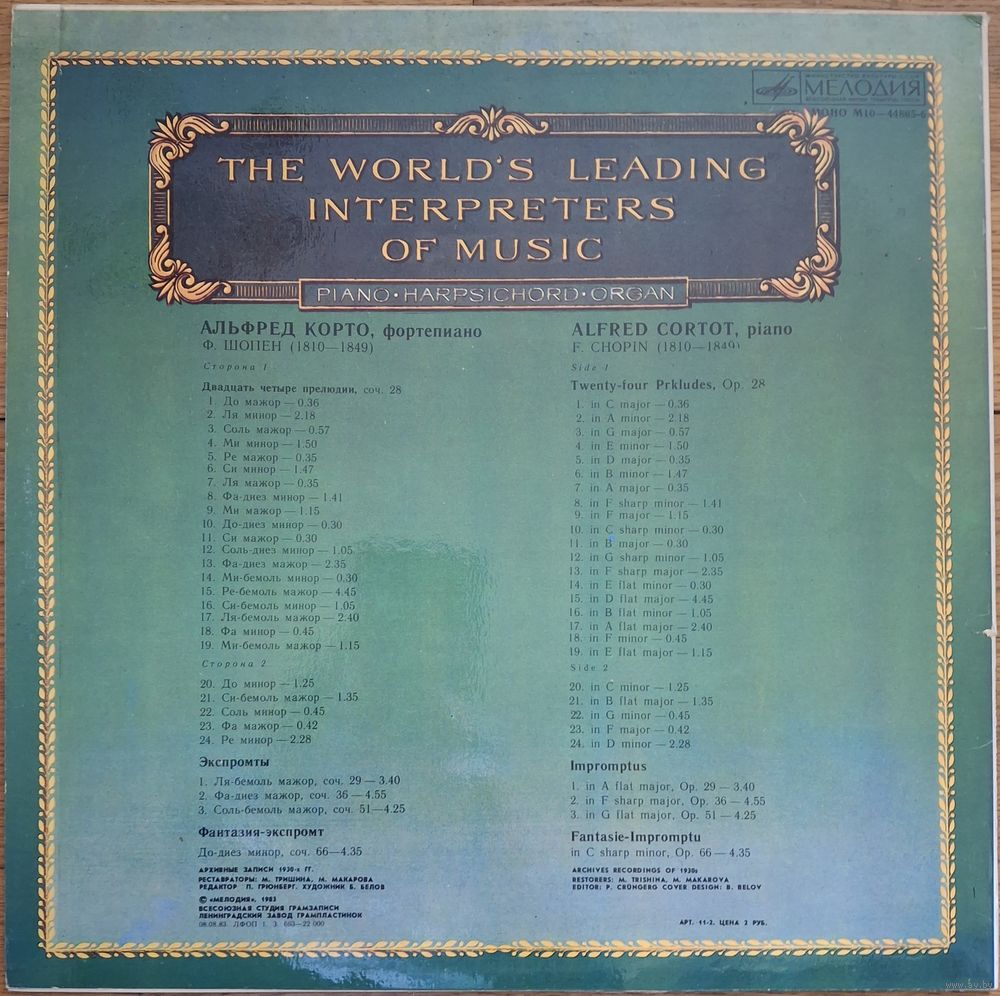 МЕЛОДИЯ
МОНО М10—44805-6
THE WORLD'S LEADING
INTERPRETERS
OF MUSIC
PIANO·HARPSICHORD·ORGAN
АЛЬФРЕД КОРТО, фортепиано
Ф. ШОПЕН (1810—1849)
Сторона 1
Двадцать четыре прелюдии, соч. 28
1. До мажор — 0.36
2. Ля минор — 2.18
3. Соль мажор — 0.57
4. Ми минор — 1.50
5. Ре мажор — 0.35
6. Си минор — 1.47
7. Ля мажор — 0.35
8. Фа-диез минор — 1.41
9. Ми мажор — 1.15
10. До-диез минор — 0.30
11. Си мажор — 0.30
12. Соль-диез минор — 1.05
13. Фа-диез мажор — 2.35
14. Ми-бемоль минор — 0.30
15. Ре-бемоль мажор — 4.45
16. Си-бемоль минор — 1.05
17. Ля-бемоль мажор — 2.40
18. Фа минор — 0.45
19. Ми-бемоль мажор — 1.15
Сторона 2
20. До минор — 1.25
21. Си-бемоль мажор — 1.35
22. Соль минор — 0.45
23. Фа мажор — 0.42
24. Ре минор — 2.28
Экспромты
1. Ля-бемоль мажор, соч. 29 — 3.40
2. Фа-диез мажор, соч. 36 — 4.55
3. Соль-бемоль мажор, соч. 51—4.25
Фантазия-экспромт
До-диез минор, соч. 66—4.35
АРХИВНЫЕ ЗАПИСИ 1930-х ГГ.
РЕСТАВРАТОРЫ: М. ТРИШИНА, М. МАКАРОВА
РЕДАКТОР П. ГРЮНБЕРГ. ХУДОЖНИК Б. БЕЛОВ
© «МЕЛОДИЯ», 1983
ВСЕСОЮЗНАЯ СТУДИЯ ГРАМЗАПИСИ
ЛЕНИНГРАДСКИЙ ЗАВОД ГРАМПЛАСТИНОК
08.08.83. ЛФОП 1. З. 663—22 000
ALFRED CORTOT, piano
F. CHOPIN (1810—1849)
Side 1
Twenty-four Prkludes, Op. 28
1. in C major — 0.36
2. in A minor — 2.18
3. in G major — 0.57
4. in E minor — 1.50
5. in D major — 0.35
6. in B minor — 1.47
7. in A major — 0.35
8. in F sharp minor — 1.41
9. in F major — 1.15
10. in C sharp minor — 0.30
11. in B major — 0.30
12. in G sharp minor — 1.05
13. in F sharp major — 2.35
14. in E flat minor — 0.30
15. in D flat major — 4.45
16. in B flat minor — 1.05
17. in A flat major — 2.40
18. in F minor — 0.45
19. in E flat major — 1.15
Side 2
20. in C minor — 1.25
21. in B flat major — 1.35
22. in G minor — 0.45
23. in F major — 0.42
24. in D minor — 2.28
Impromptus
1. in A flat major, Op. 29 — 3.40
2. in F sharp major, Op. 36 — 4.55
3. in G flat major, Op. 51 — 4.25
Fantasie-Impromptu
in C sharp minor, Op. 66 — 4.35
ARCHIVES RECORDINGS OF 1930s
RESTORERS: M. TRISHINA, M. MAKAROVA
EDITOR: P. GRÜNGERG COVER DESIGN: B. BELOV
АРТ. 11-2. ЦЕНА 2 РУБ.
www.ay.by